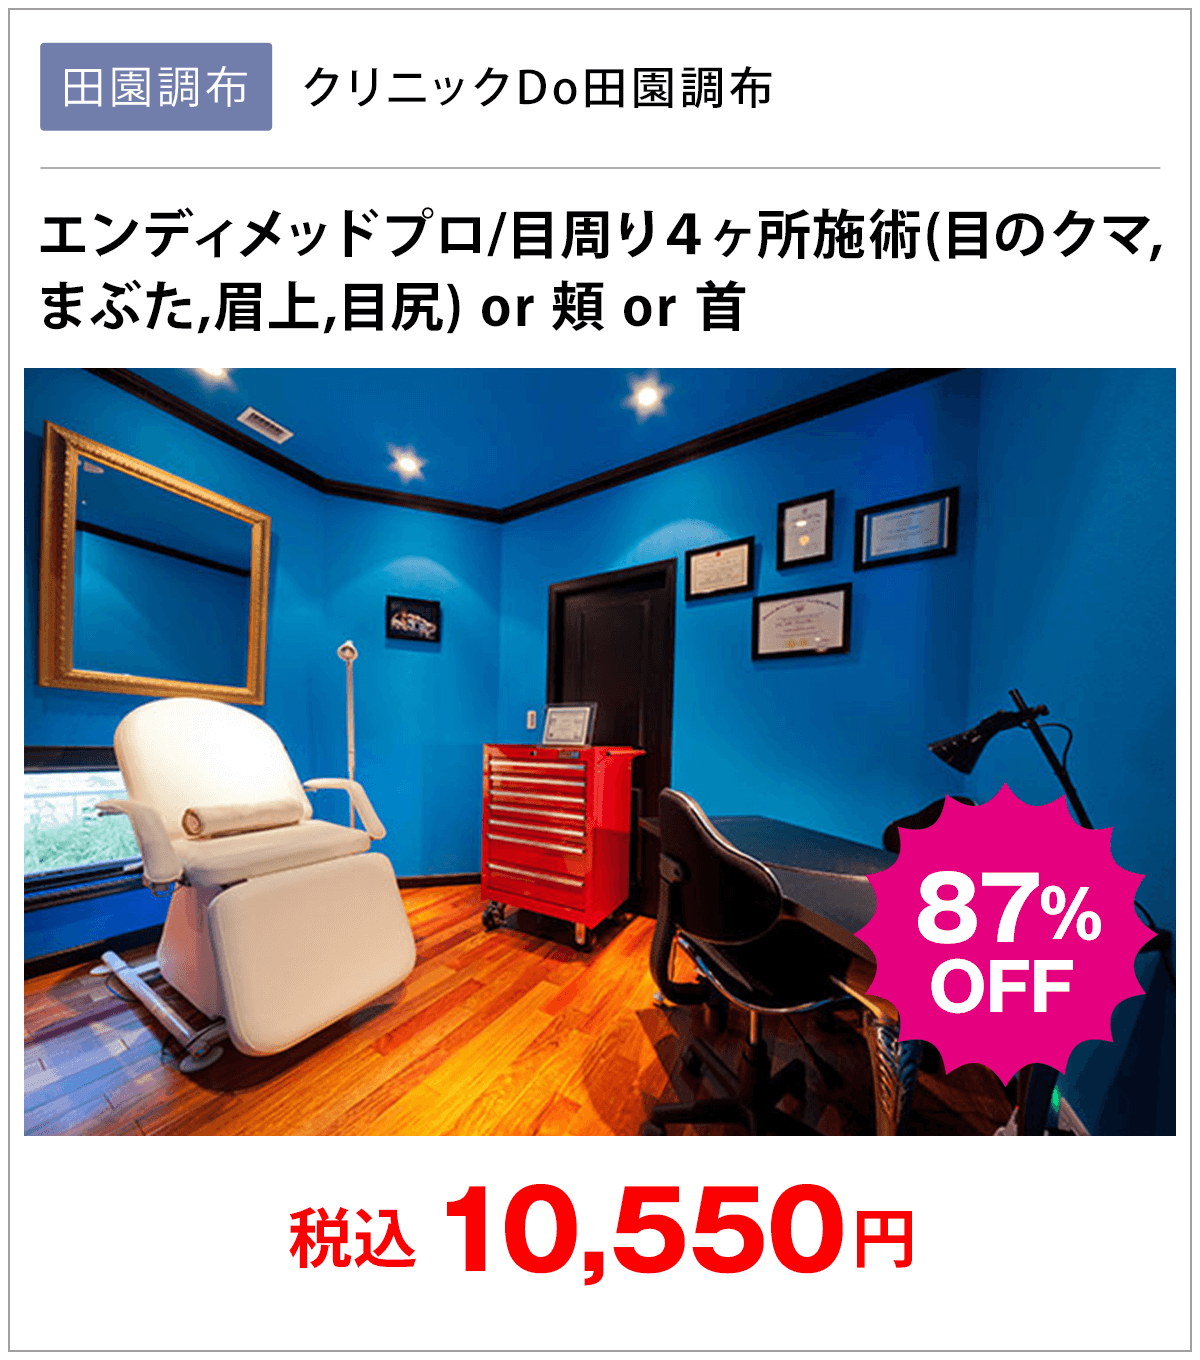 田園調布 クリニックDo田園調布
エンディメッドプロ/目周り4ヶ所施術(目のクマ,
まぶた,眉上,目尻) or 頬 or 首
87%
OFF
税込 10,550円